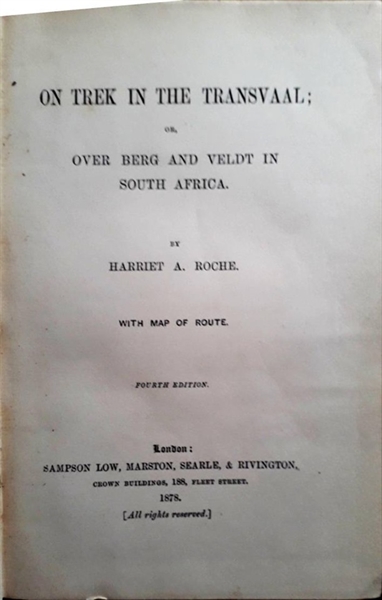 ON TREK IN THE TRANSVAAL;
OR,
OVER BERG AND VELDT IN
SOUTH AFRICA.
BY
HARRIET A. ROCHE.
WITH MAP OF ROUTE.
FOURTH EDITION.
London:
SAMPSON LOW, MARSTON, SEARLE, & RIVINGTON,
CROWN BUILDINGS, 188, FLEET STREET.
1878.
[All rights reserved.]